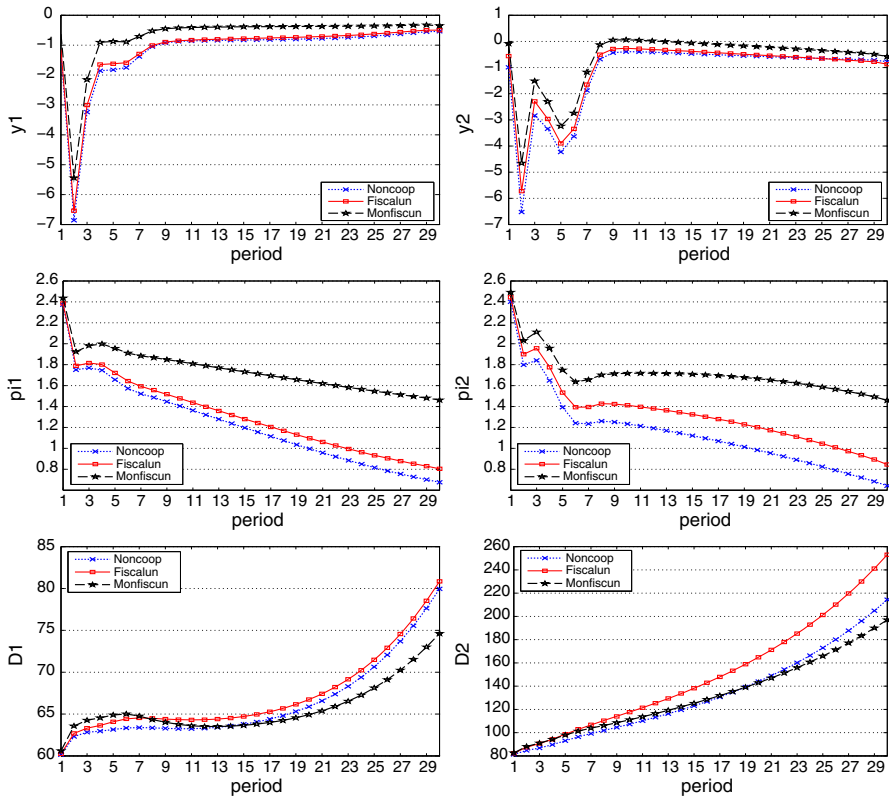 y1
0
−1
−2
−3
−4
−5
−6
−7
1 3 5 7 9 11 13 15 17 19 21 23 25 27 29
period
Noncoop
Fiscalun
Monfiscun
y2
1
0
−1
−2
−3
−4
−5
−6
−7
1 3 5 7 9 11 13 15 17 19 21 23 25 27 29
period
Noncoop
Fiscalun
Monfiscun
pi1
2.6
2.4
2.2
2
1.8
1.6
1.4
1.2
1
0.8
1 3 5 7 9 11 13 15 17 19 21 23 25 27 29
period
Noncoop
Fiscalun
Monfiscun
pi2
2.6
2.4
2.2
2
1.8
1.6
1.4
1.2
1
0.8
1 3 5 7 9 11 13 15 17 19 21 23 25 27 29
period
Noncoop
Fiscalun
Monfiscun
D1
85
80
75
70
65
60
1 3 5 7 9 11 13 15 17 19 21 23 25 27 29
period
Noncoop
Fiscalun
Monfiscun
D2
260
240
220
200
180
160
140
120
100
80
1 3 5 7 9 11 13 15 17 19 21 23 25 27 29
period
Noncoop
Fiscalun
Monfiscun